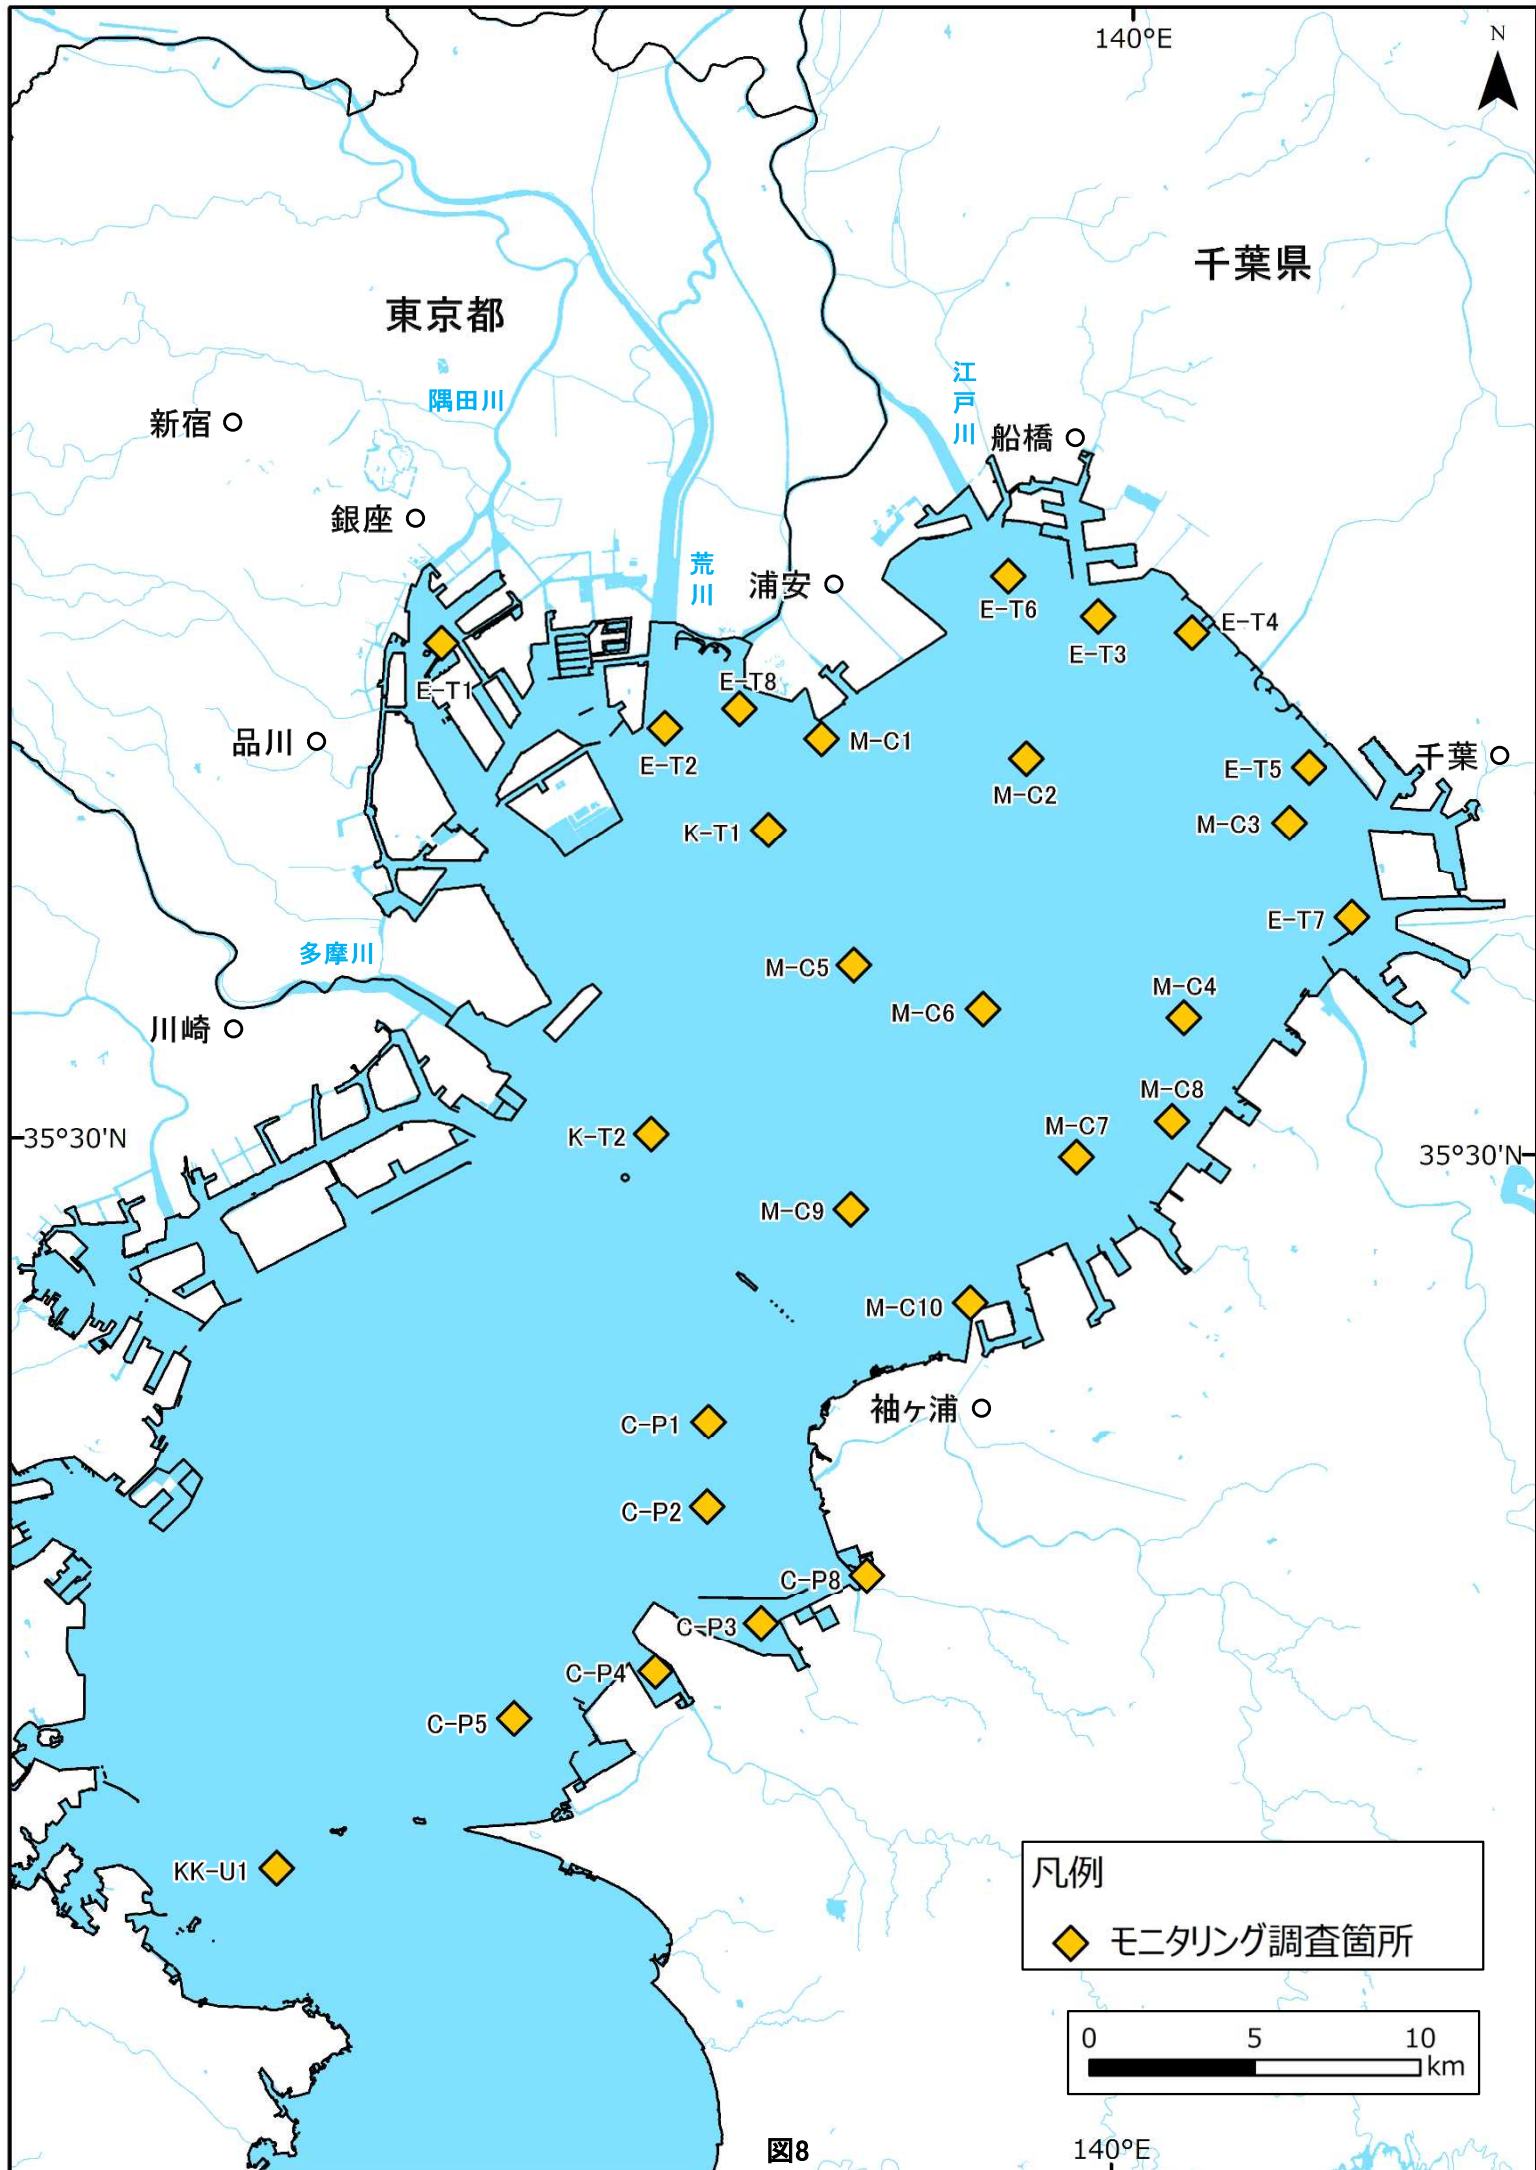 140°E
N
千葉県
東京都
江戸川
隅田川
新宿
船橋
銀座
荒川
浦安
E-T6
E-T4
E-T3
E-T1
E-T8
品川
M-C1
E-T2
千葉
E-T5
M-C2
M-C3
K-T1
E-T7
多摩川
M-C5
M-C4
M-C6
川崎
M-C8
M-C7
35°30'N
K-T2
35°30'N
M-C9
M-C10
袖ヶ浦
C-P1
C-P2
C-P8
C-P3
C-P4
C-P5
KK-U1
凡例
モニタリング調査箇所
0 5 10
km
図8
140°E